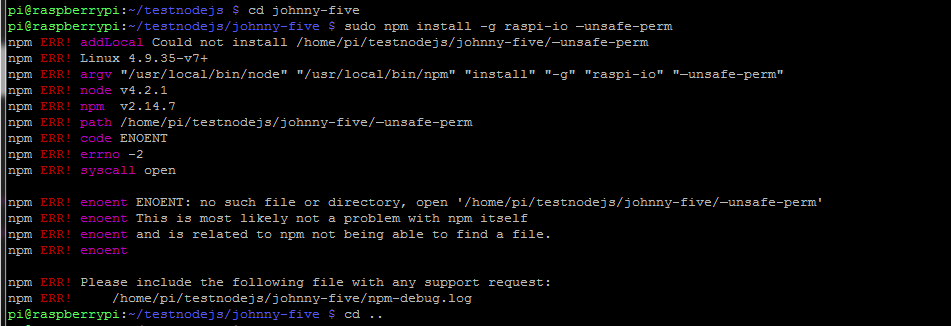 pi@raspberrypi:~/testnodejs $ cd johnny-five
pi@raspberrypi:~/testnodejs/johnny-five $ sudo npm install -g raspi-io —unsafe-perm
npm ERR! addLocal Could not install /home/pi/testnodejs/johnny-five/—unsafe-perm
npm ERR! Linux 4.9.35-v7+
npm ERR! argv "/usr/local/bin/node" "/usr/local/bin/npm" "install" "-g" "raspi-io" "—unsafe-perm"
npm ERR! node v4.2.1
npm ERR! npm  v2.14.7
npm ERR! path /home/pi/testnodejs/johnny-five/—unsafe-perm
npm ERR! code ENOENT
npm ERR! errno -2
npm ERR! syscall open
npm ERR! enoent ENOENT: no such file or directory, open '/home/pi/testnodejs/johnny-five/—unsafe-perm'
npm ERR! enoent This is most likely not a problem with npm itself
npm ERR! enoent and is related to npm not being able to find a file.
npm ERR! enoent
npm ERR! Please include the following file with any support request:
npm ERR!     /home/pi/testnodejs/johnny-five/npm-debug.log
pi@raspberrypi:~/testnodejs/johnny-five $ cd ..